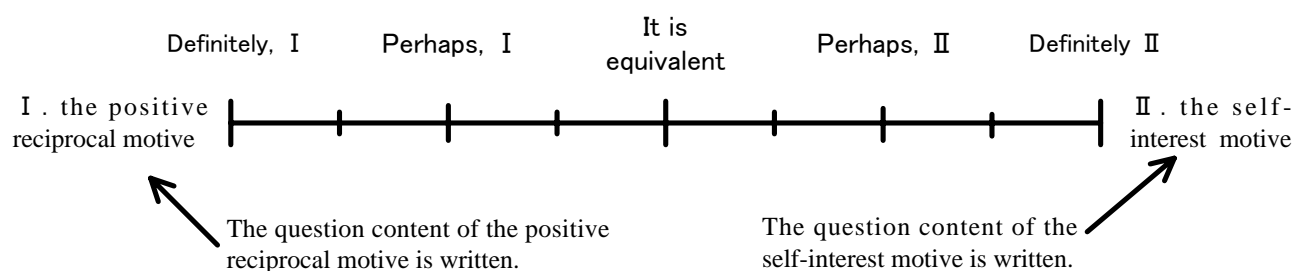 Definitely, Ⅰ
Perhaps, Ⅰ
It is
equivalent
Perhaps, Ⅱ
Definitely Ⅱ
Ⅰ. the positive
reciprocal motive
Ⅱ. the self-
interest motive
The question content of the positive
reciprocal motive is written.
The question content of the
self-interest motive is written.